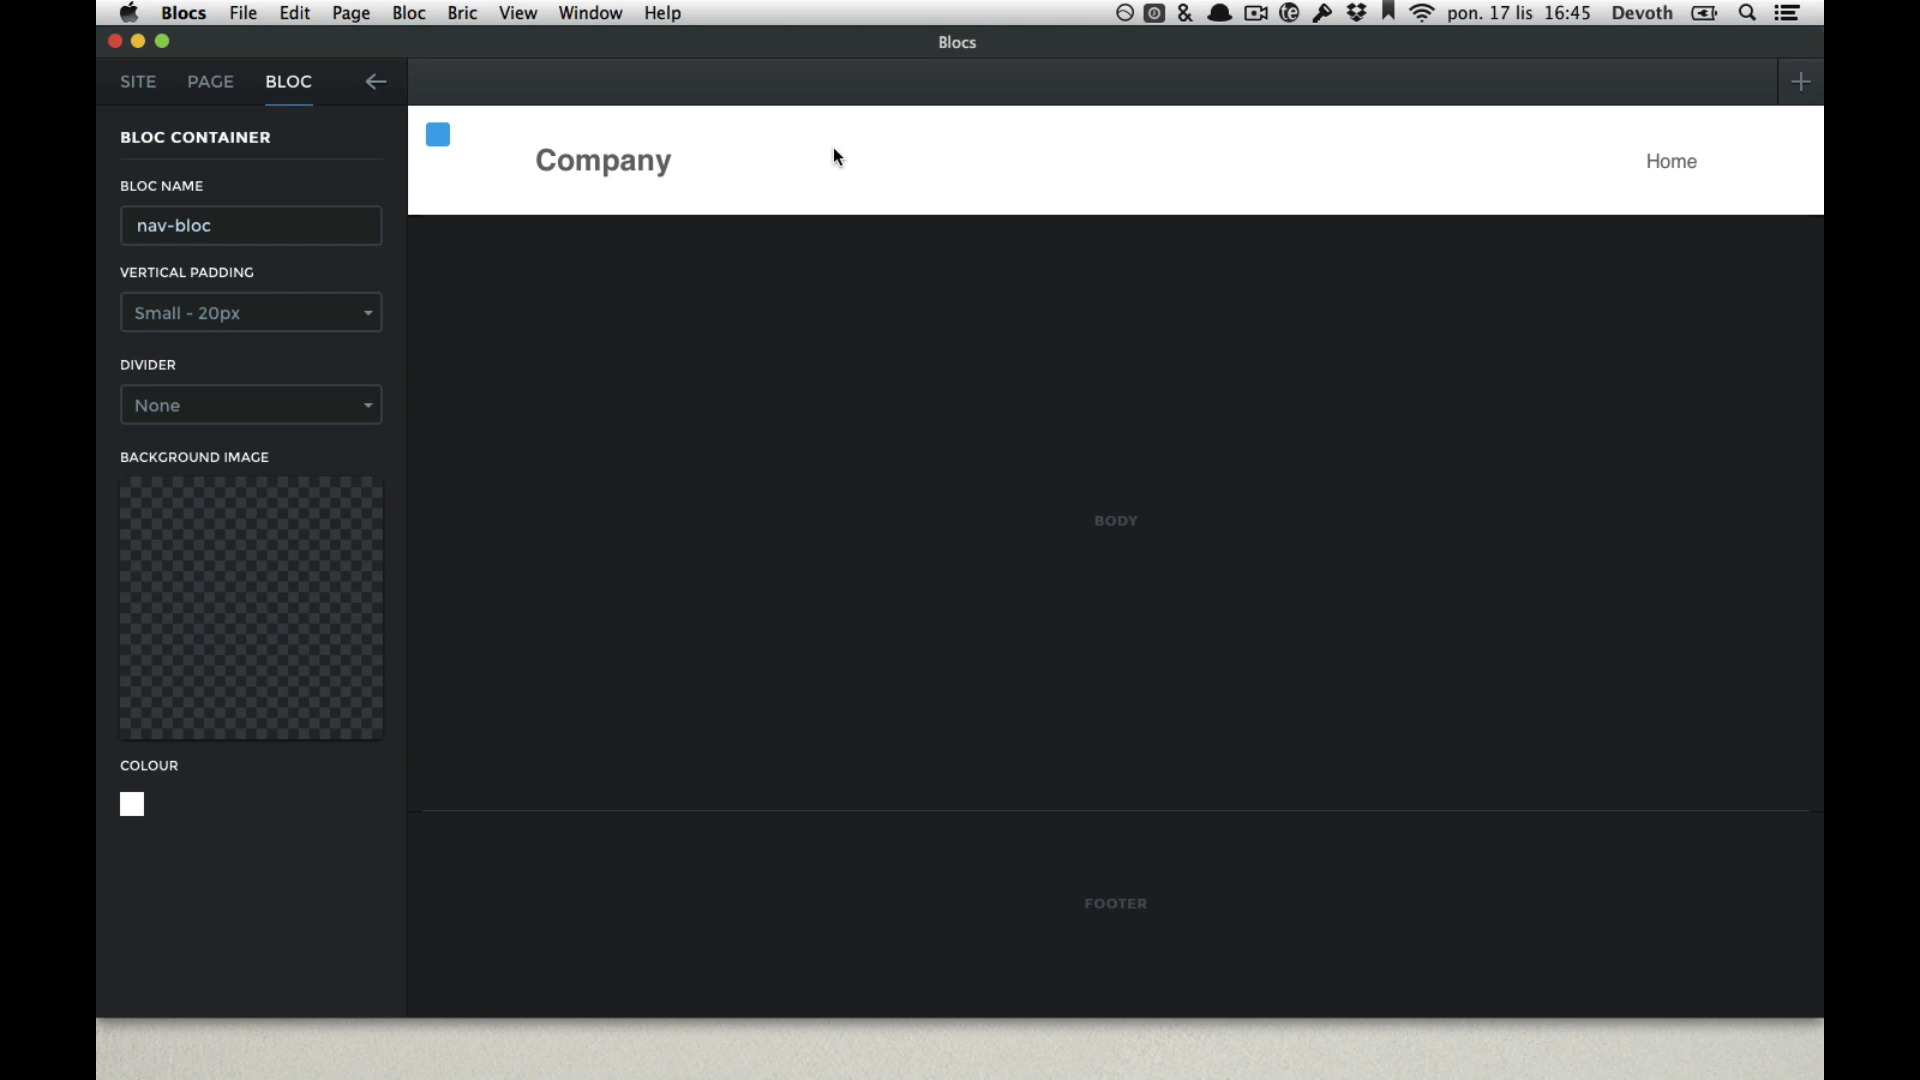 Blocs File Edit Page Bloc Bric View Window Help
& te pon. 17 lis 16:45 Devoth
Blocs
SITE PAGE BLOC
BLOC CONTAINER
BLOC NAME
nav-bloc
VERTICAL PADDING
Small - 20px
DIVIDER
None
BACKGROUND IMAGE
COLOUR
Company
Home
BODY
FOOTER